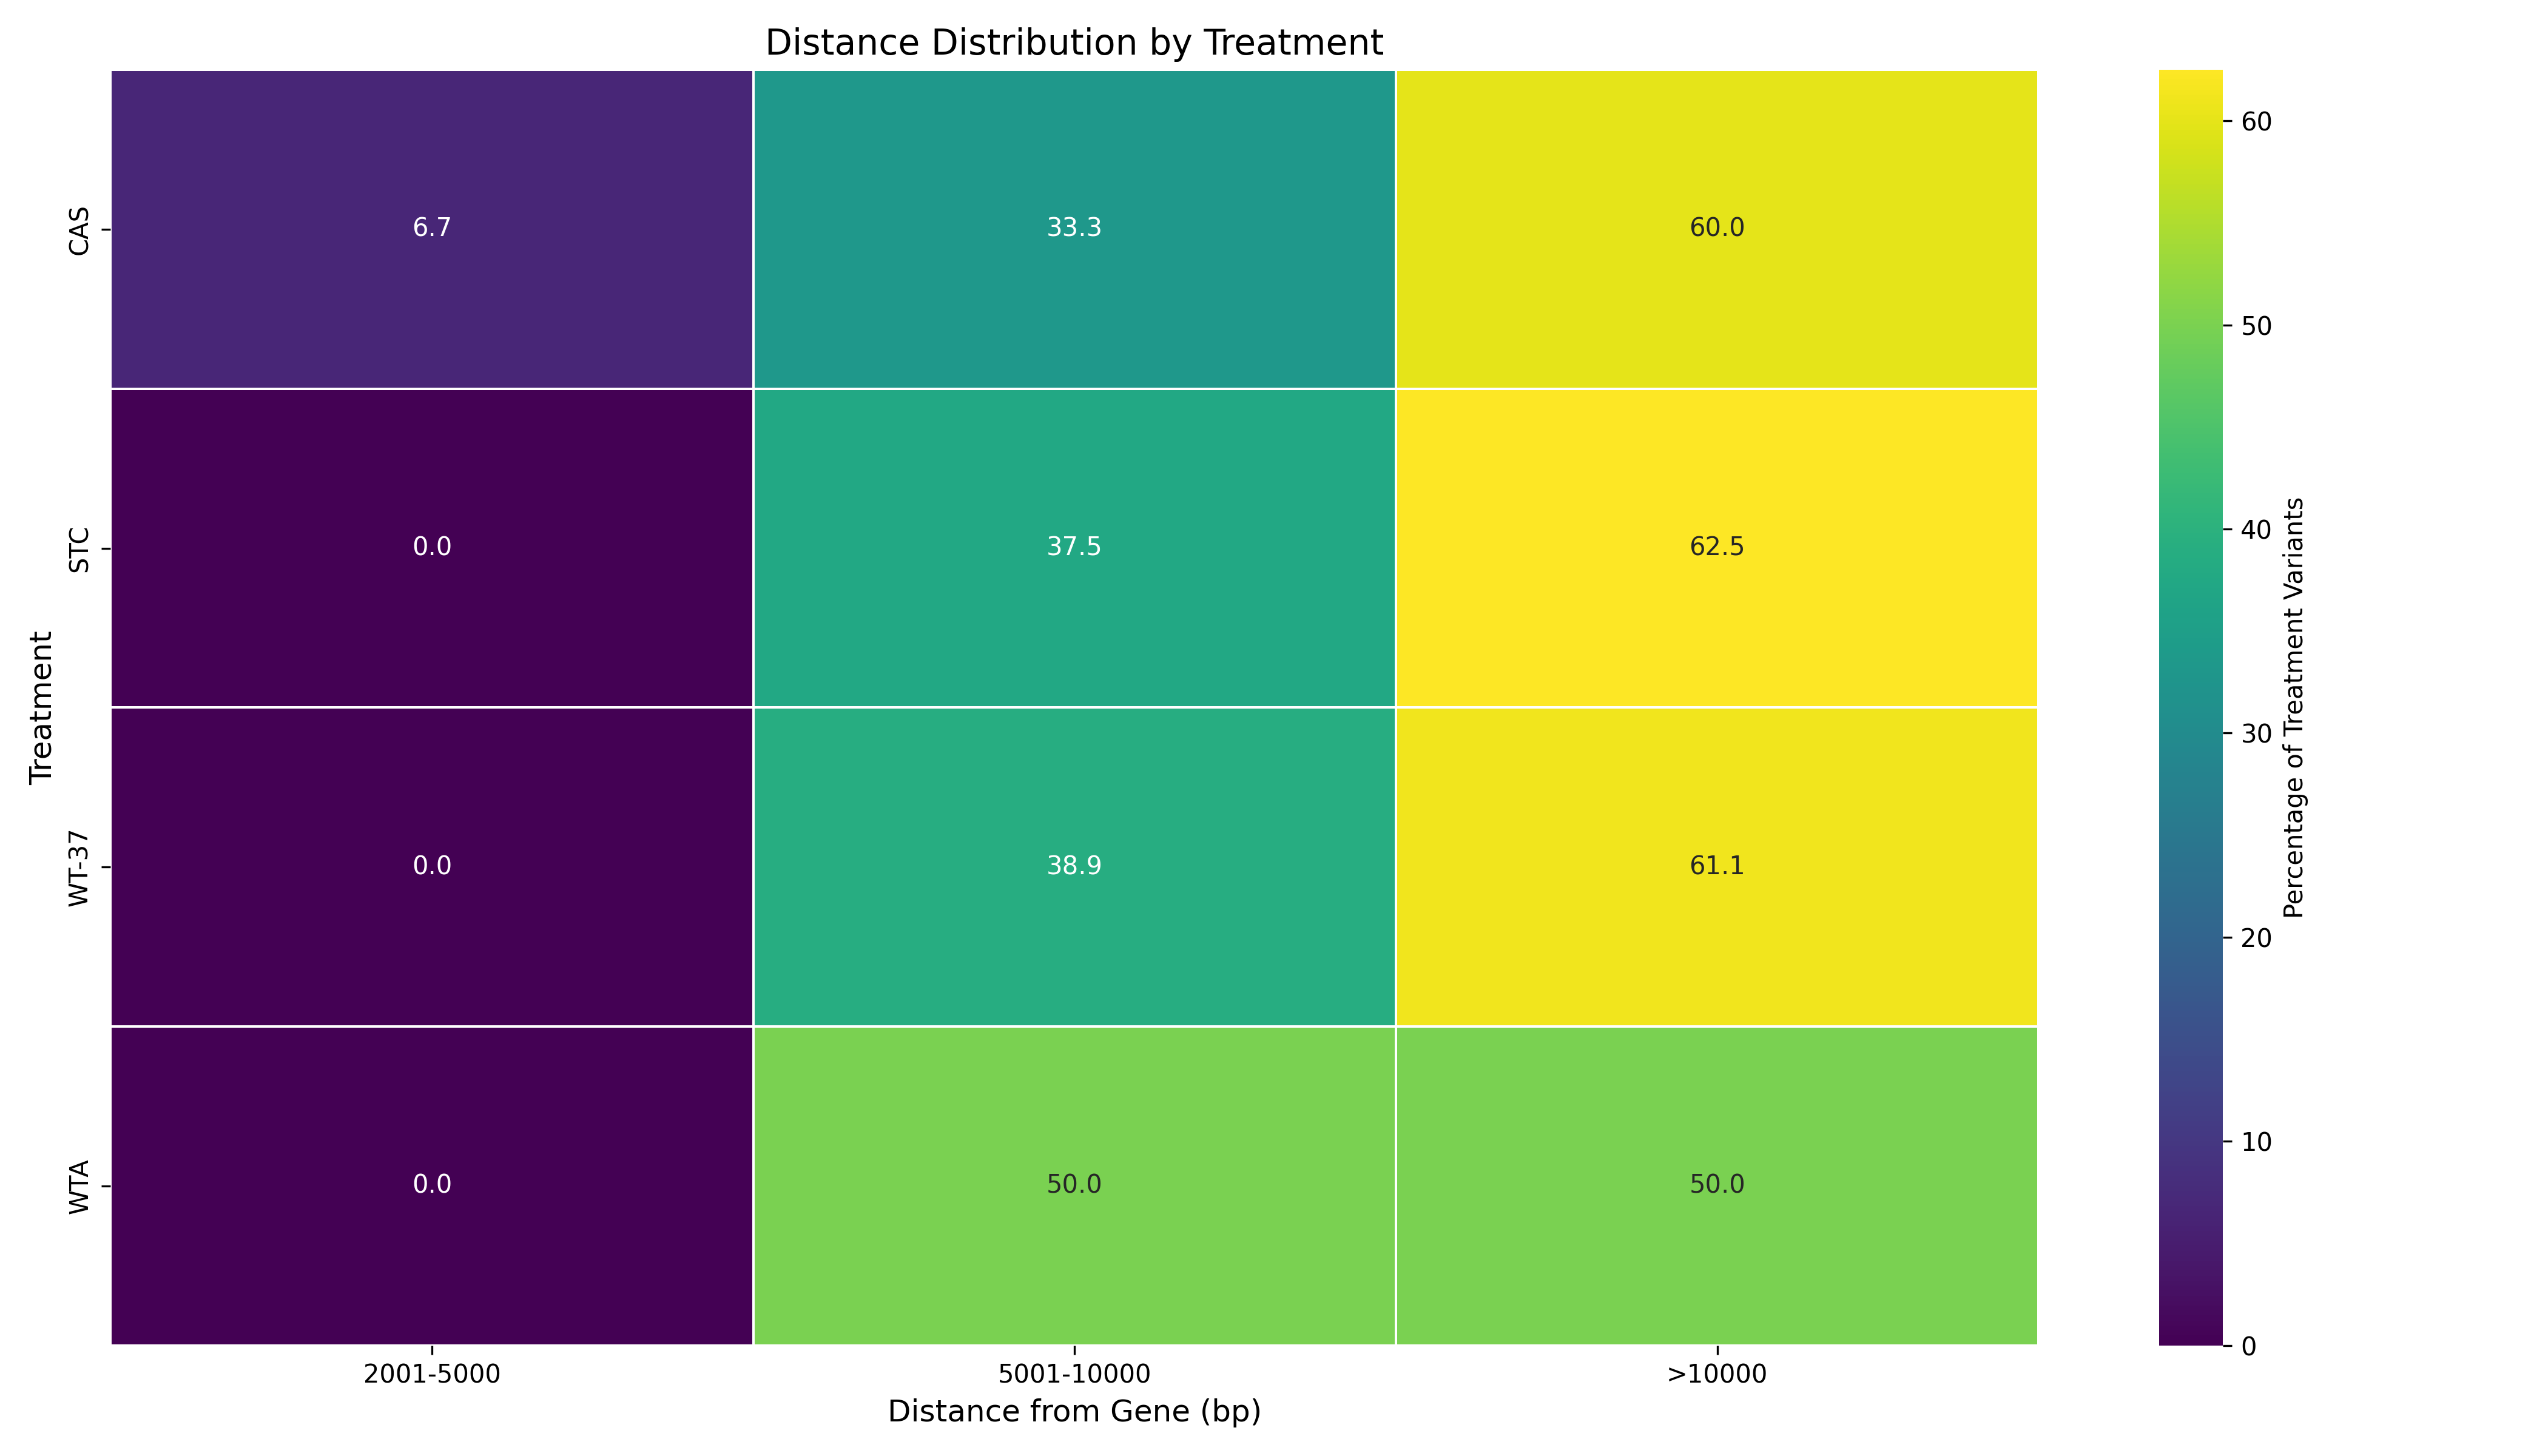 Distance Distribution by Treatment
Treatment
CAS
6.7
33.3
60.0
STC
0.0
37.5
62.5
WT-37
0.0
38.9
61.1
WTA
0.0
50.0
50.0
2001-5000
5001-10000
>10000
Distance from Gene (bp)
60
50
40
30
20
10
0
Percentage of Treatment Variants